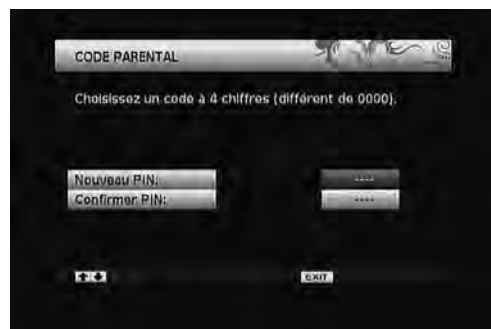 CODE PARENTAL
Choisissez un code à 4 chiffres (différent de 0000).
Nouveau PIN: ----
Confirmer PIN: ----
EXIT